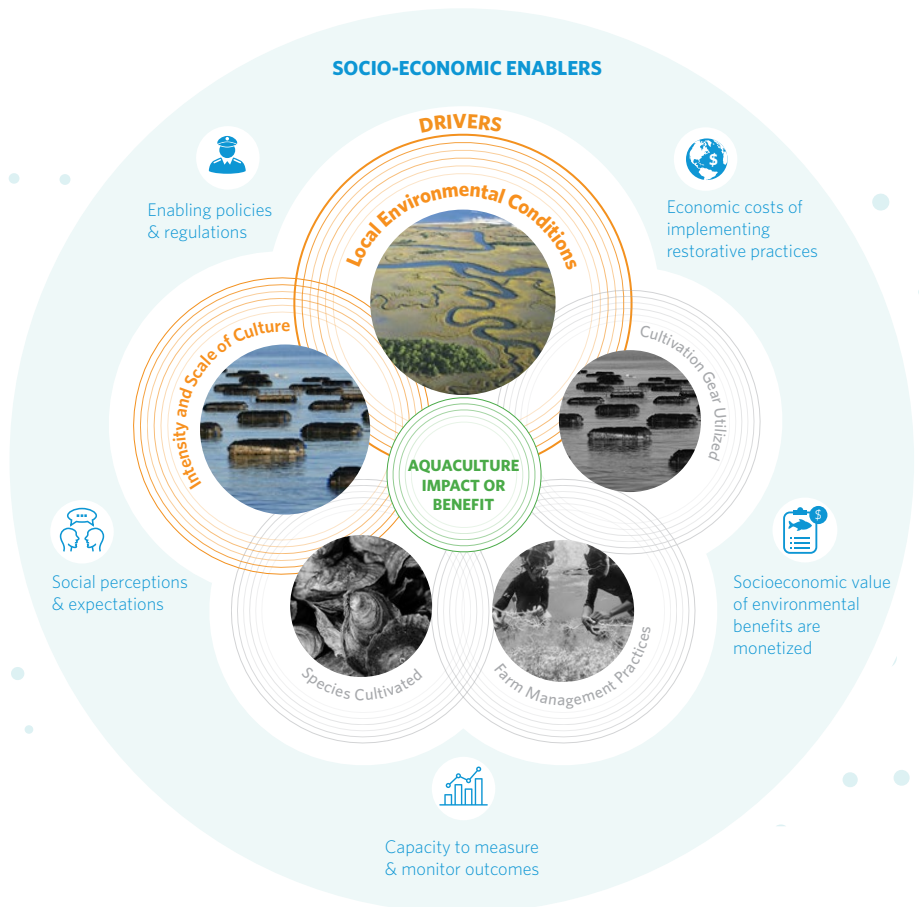 SOCIO-ECONOMIC ENABLERS
DRIVERS
Local Environmental Conditions
Enabling policies
& regulations
Economic costs of
implementing
restorative practices
Intensity and Scale of Culture
Cultivation Gear Utilized
AQUACULTURE
IMPACT OR
BENEFIT
Social perceptions
& expectations
Socioeconomic value
of environmental
benefits are
monetized
Species Cultivated
Farm Management Practices
Capacity to measure
& monitor outcomes